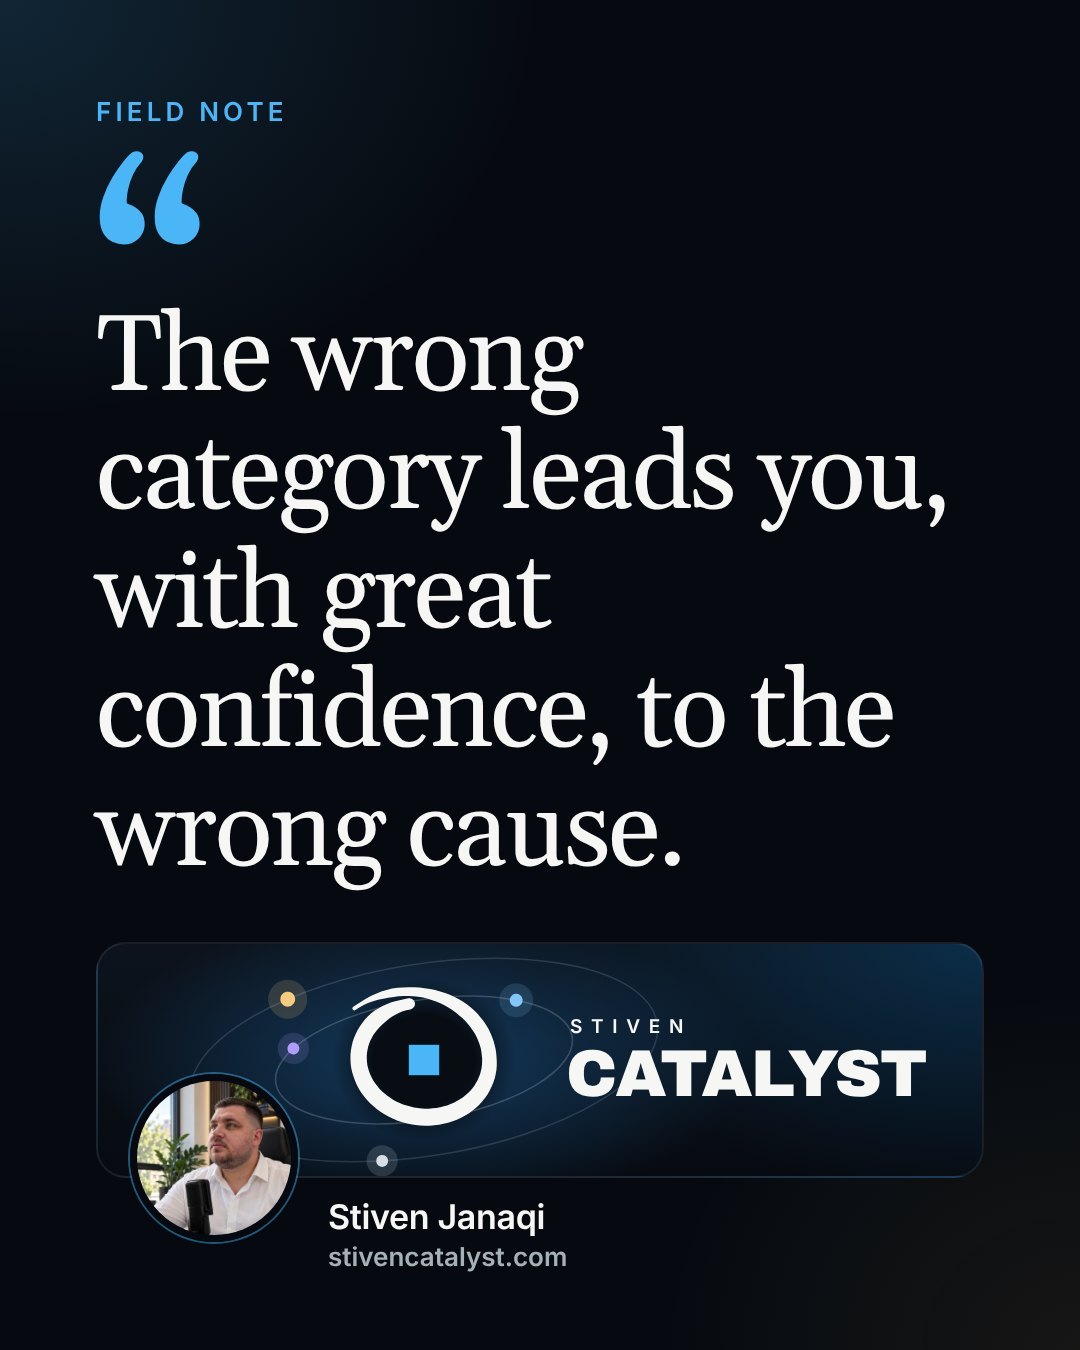 FIELD NOTE
“
The wrong
category leads you,
with great
confidence, to the
wrong cause.
STIVEN
CATALYST
Stiven Janaqi
stivencatalyst.com